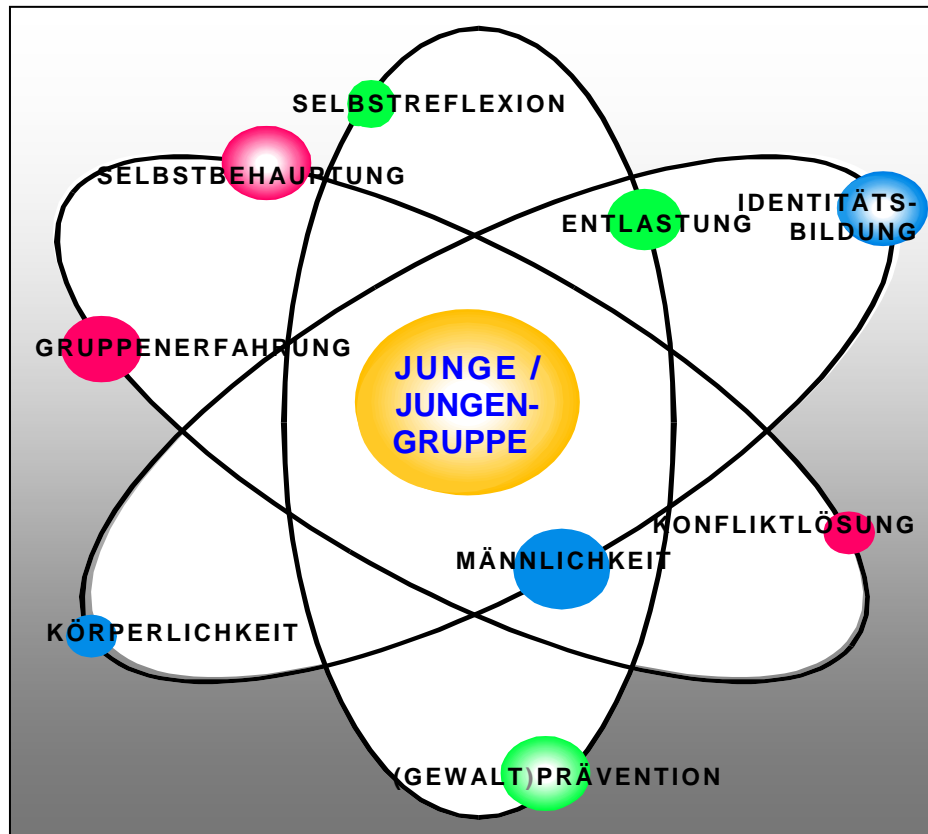 SELBSTREFLEXION
SELBSTBEHAUPTUNG
IDENTITÄTS-
BILDUNG
ENTLASTUNG
GRUPPENERFAHRUNG
JUNGE /
JUNGEN-
GRUPPE
KONFLIKTLÖSUNG
MÄNNLICHKEIT
KÖRPERLICHKEIT
(GEWALT)PRÄVENTION